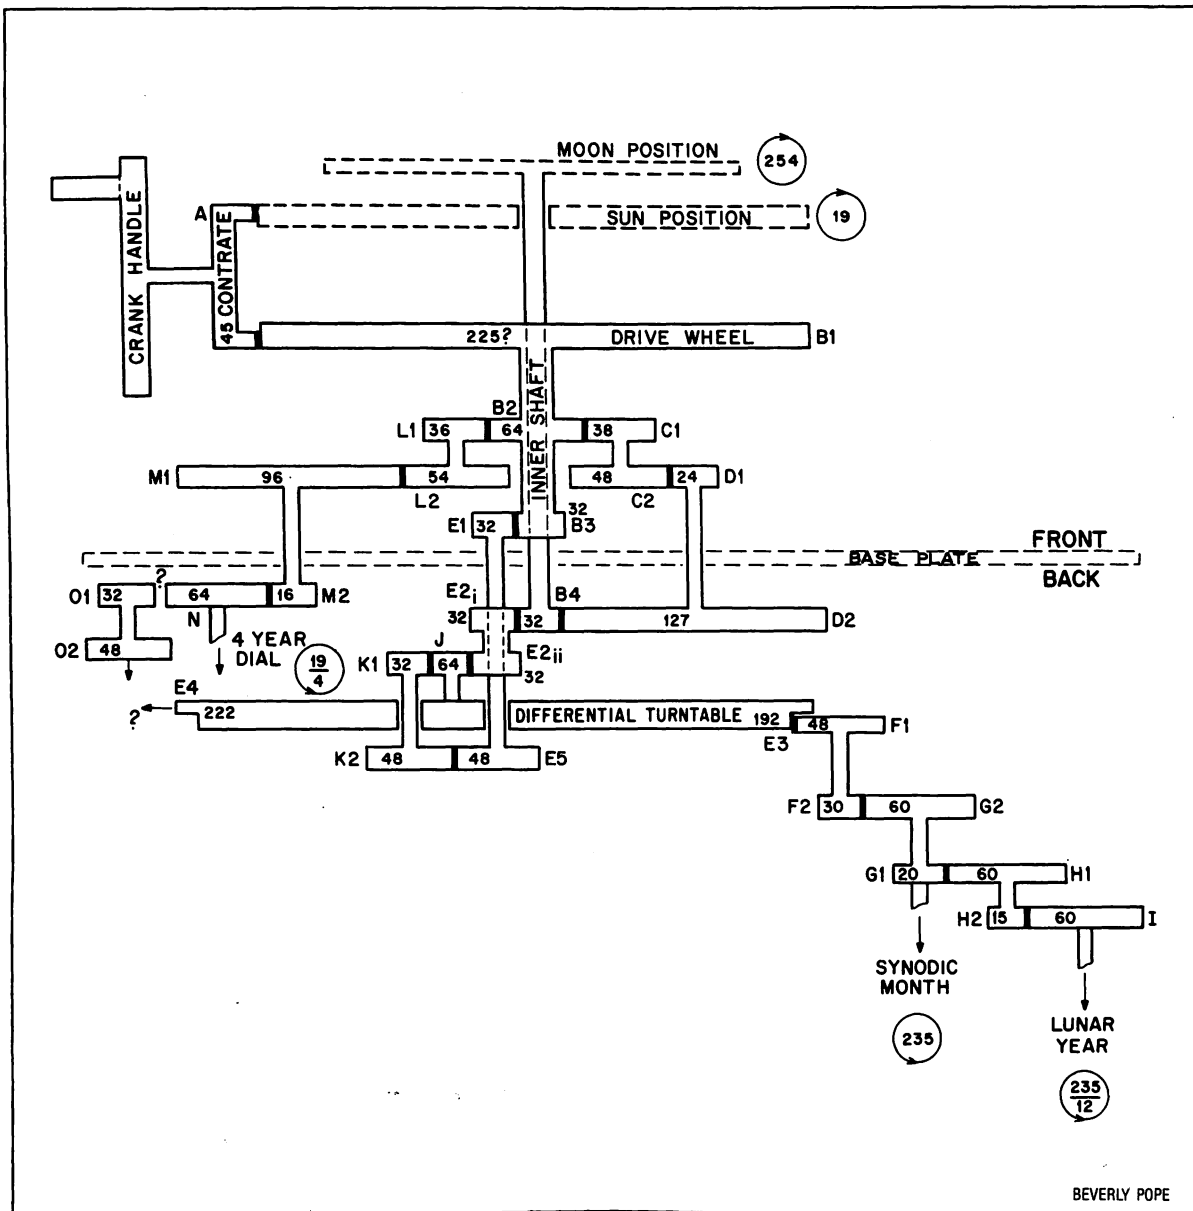 MOON POSITION
254
A
SUN POSITION
19
CRANK HANDLE
45 CONTRATE
225?
DRIVE WHEEL
B1
INNER SHAFT
B2
L1
36
64
38
C1
M1
96
54
48
24
D1
L2
C2
E1
32
32
B3
FRONT
BASE PLATE
BACK
?
O1
32
64
16
M2
E2i
B4
N
32
32
127
D2
O2
48
4 YEAR
DIAL
19
4
J
K1
32
64
E2ii
32
E4
?
222
DIFFERENTIAL TURNTABLE
192
E3
48
F1
K2
48
48
E5
F2
30
60
G2
G1
20
60
H1
H2
15
60
I
SYNODIC
MONTH
235
LUNAR
YEAR
235
12
BEVERLY POPE